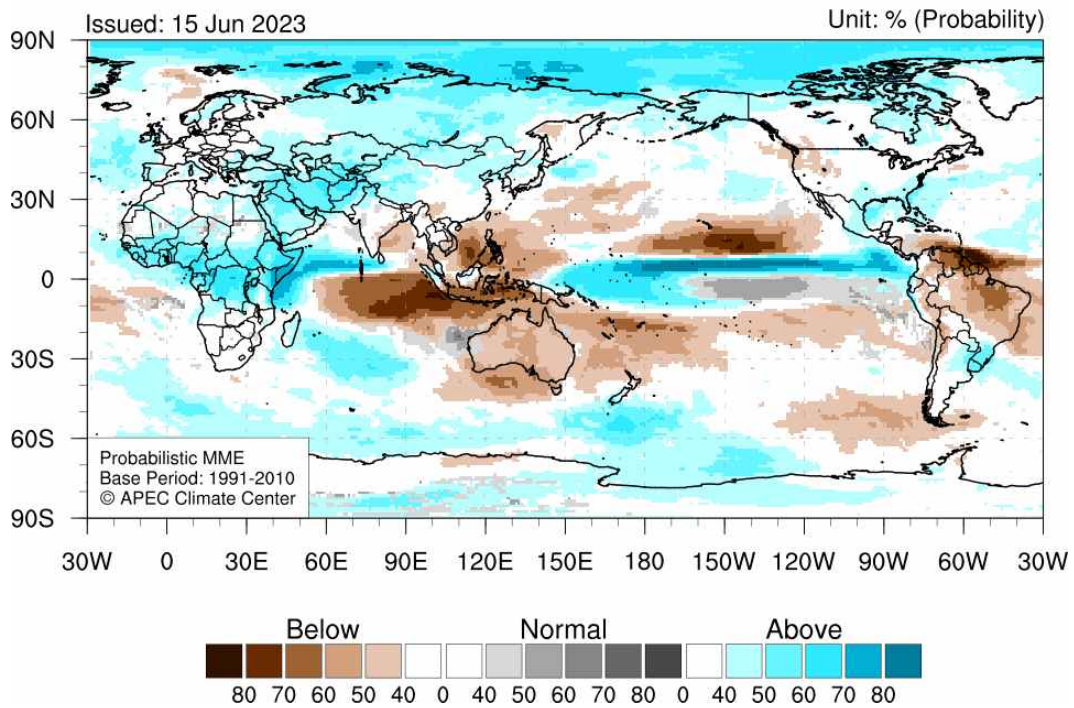 Issued: 15 Jun 2023
Unit: % (Probability)
90N
60N
30N
0
30S
60S
90S
Probabilistic MME
Base Period: 1991-2010
© APEC Climate Center
30W 0 30E 60E 90E 120E 150E 180 150W 120W 90W 60W 30W
Below Normal Above
80 70 60 50 40 0 40 50 60 70 80 0 40 50 60 70 80